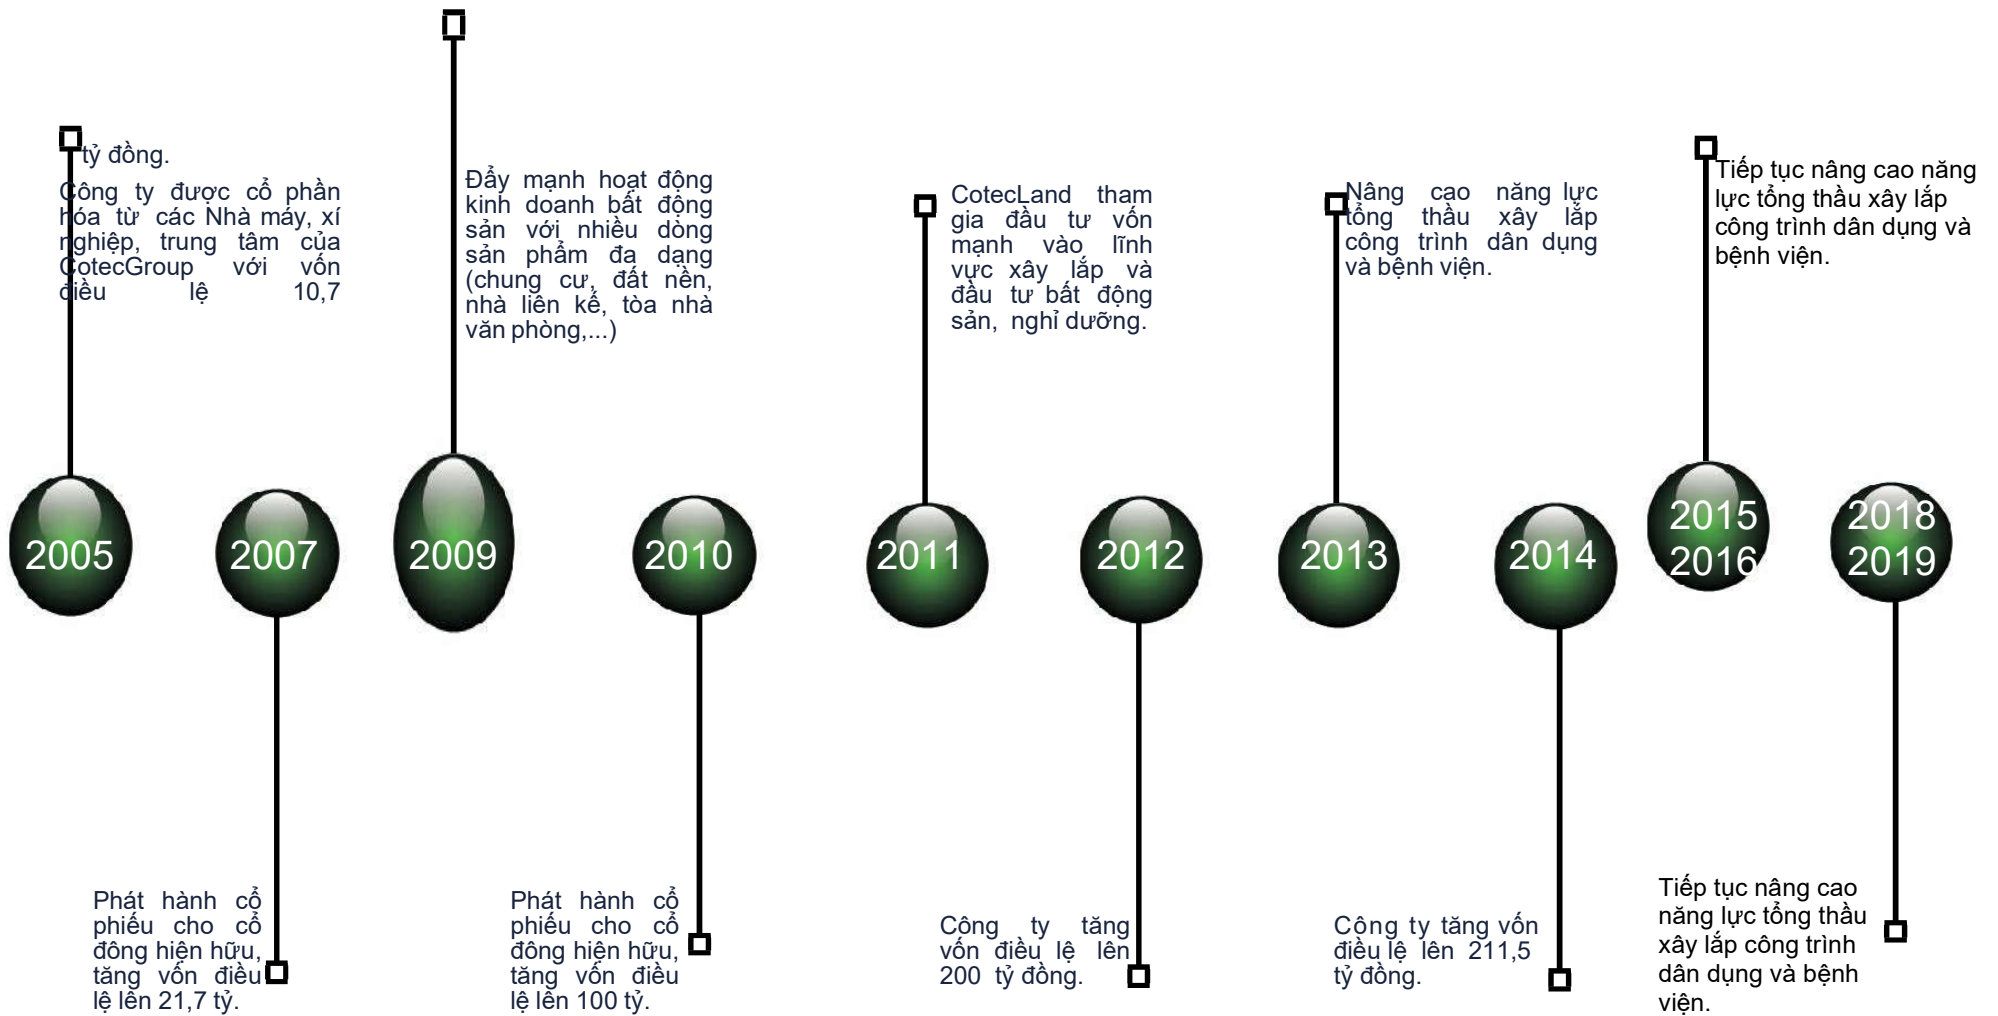 tỷ đồng.
Công ty được cổ phần
hóa từ các Nhà máy, xí
nghiệp, trung tâm của
CotecGroup với vốn
điều lệ 10,7
Đẩy mạnh hoạt động
kinh doanh bất động
sản với nhiều dòng
sản phẩm đa dạng
(chung cư, đất nền,
nhà liên kế, tòa nhà
văn phòng,...)
CotecLand tham
gia đầu tư vốn
mạnh vào lĩnh
vực xây lắp và
đầu tư bất động
sản, nghỉ dưỡng.
Nâng cao năng lực
tổng thầu xây lắp
công trình dân dụng
và bệnh viện.
Tiếp tục nâng cao năng
lực tổng thầu xây lắp
công trình dân dụng và
bệnh viện.
2005
2007
2009
2010
2011
2012
2013
2014
2015
2016
2018
2019
Phát hành cổ
phiếu cho cổ
đông hiện hữu,
tăng vốn điều
lệ lên 21,7 tỷ.
Phát hành cổ
phiếu cho cổ
đông hiện hữu,
tăng vốn điều
lệ lên 100 tỷ.
Công ty tăng
vốn điều lệ lên
200 tỷ đồng.
Công ty tăng vốn
điều lệ lên 211,5
tỷ đồng.
Tiếp tục nâng cao
năng lực tổng thầu
xây lắp công trình
dân dụng và bệnh
viện.